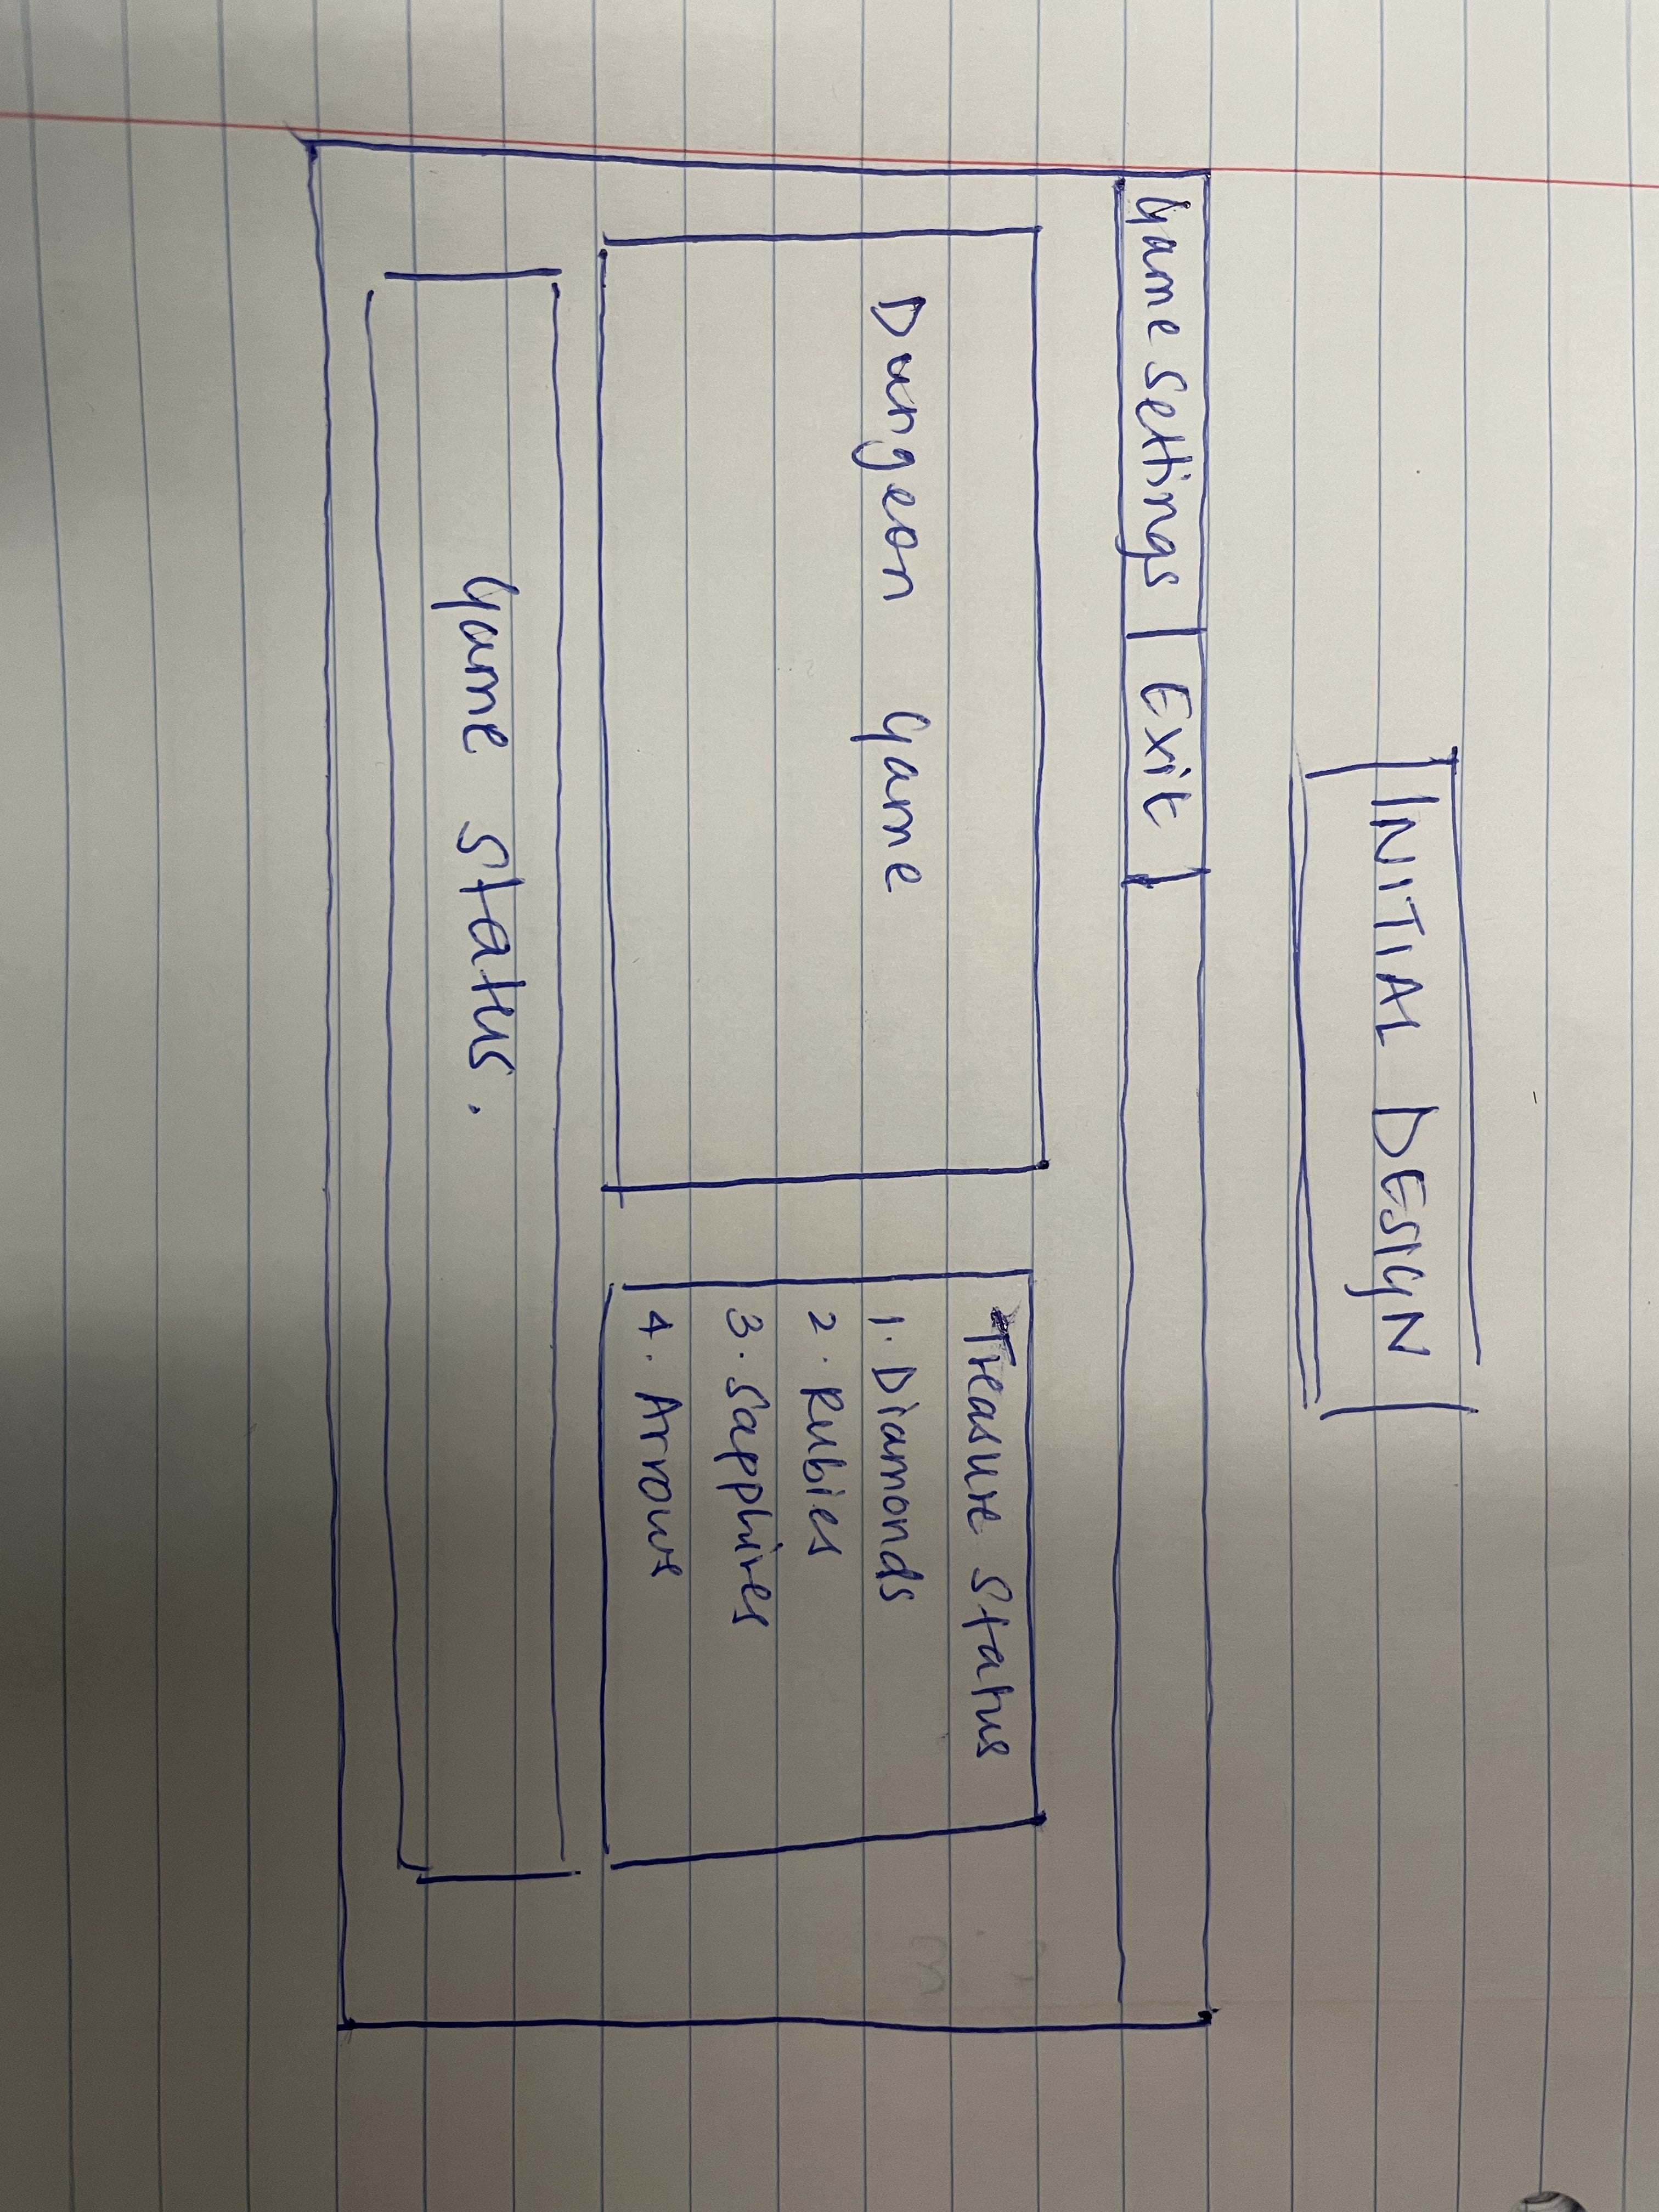 INITIAL DESIGN
Game Settings Exit
Dungeon Game
Treasure Status
1. Diamonds
2. Rubies
3. Sapphires
4. Arrows
Game Status.